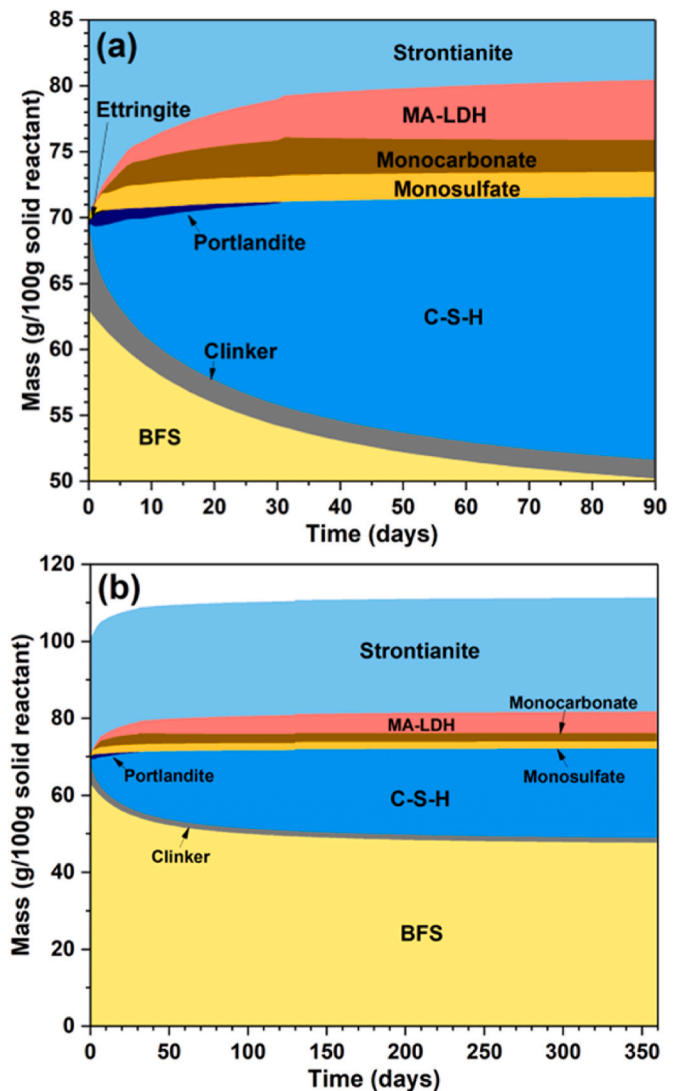 (a)
Mass (g/100g solid reactant)
85
80
75
70
65
60
55
50
Strontianite
Ettringite
MA-LDH
Monocarbonate
Monosulfate
Portlandite
C-S-H
Clinker
BFS
0 10 20 30 40 50 60 70 80 90
Time (days)
(b)
Mass (g/100g solid reactant)
120
100
80
60
40
20
0
Strontianite
Monocarbonate
MA-LDH
Portlandite
Monosulfate
C-S-H
Clinker
BFS
0 50 100 150 200 250 300 350
Time (days)